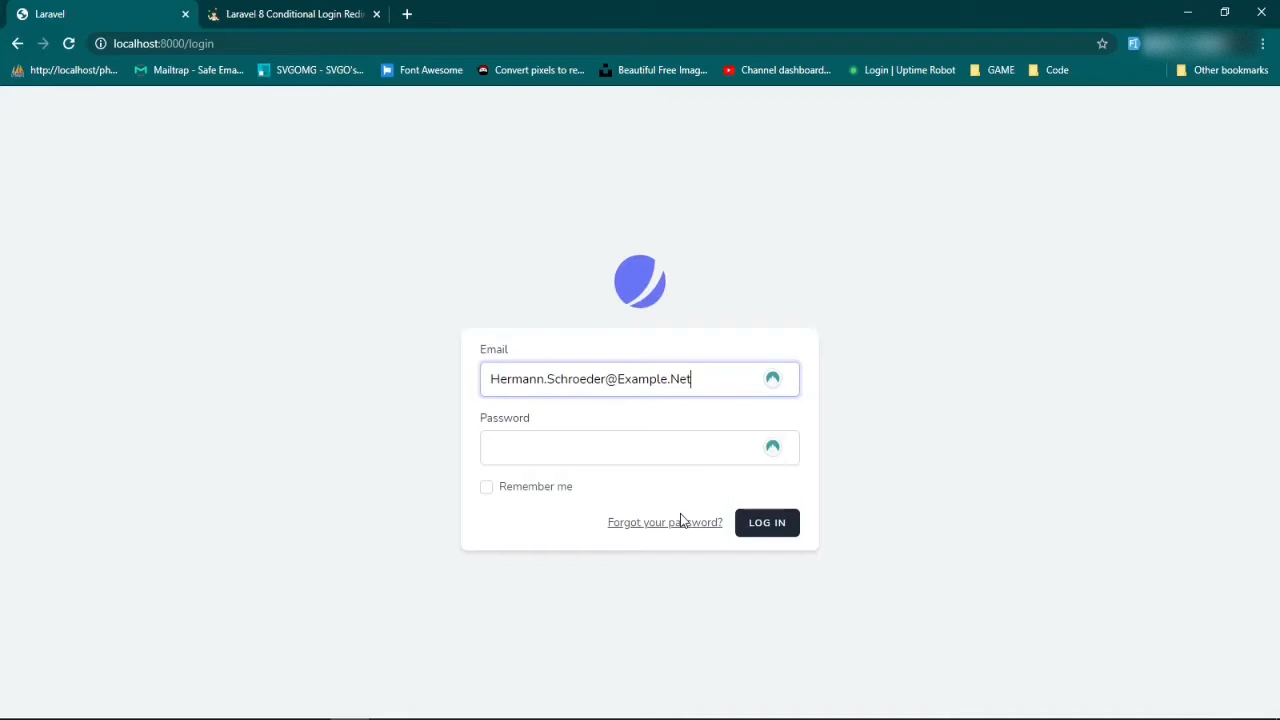 Laravel
Laravel 8 Conditional Login Redi
localhost:8000/login
http://localhost/ph...
Mailtrap - Safe Ema...
SVGOMG - SVGO's...
Font Awesome
Convert pixels to re...
Beautiful Free Imag...
Channel dashboard...
Login | Uptime Robot
GAME
Code
Other bookmarks
Email
Hermann.Schroeder@Example.Net
Password
Remember me
Forgot your password?
LOG IN